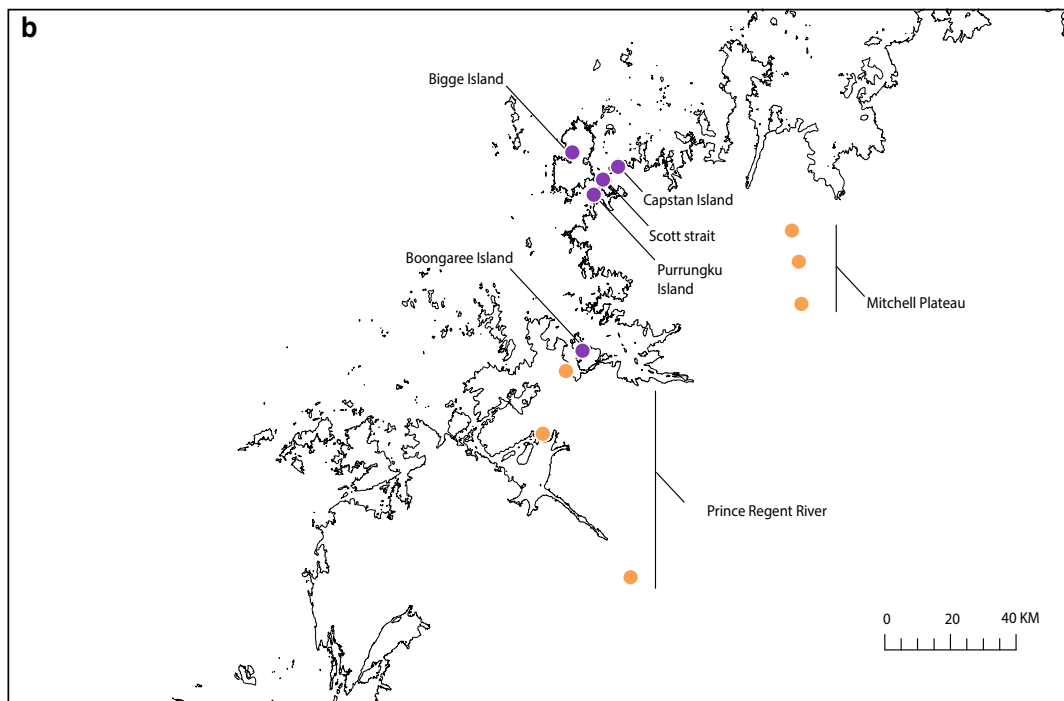 b
Bigge Island
Capstan Island
Scott strait
Purrungku
Island
Boongaree Island
Mitchell Plateau
Prince Regent River
0 20 40 KM